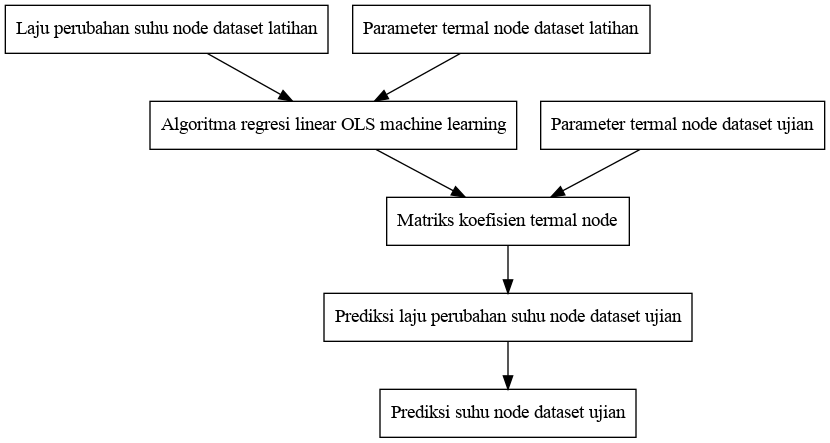 Laju perubahan suhu node dataset latihan
Parameter termal node dataset latihan
Algoritma regresi linear OLS machine learning
Parameter termal node dataset ujian
Matriks koefisien termal node
Prediksi laju perubahan suhu node dataset ujian
Prediksi suhu node dataset ujian